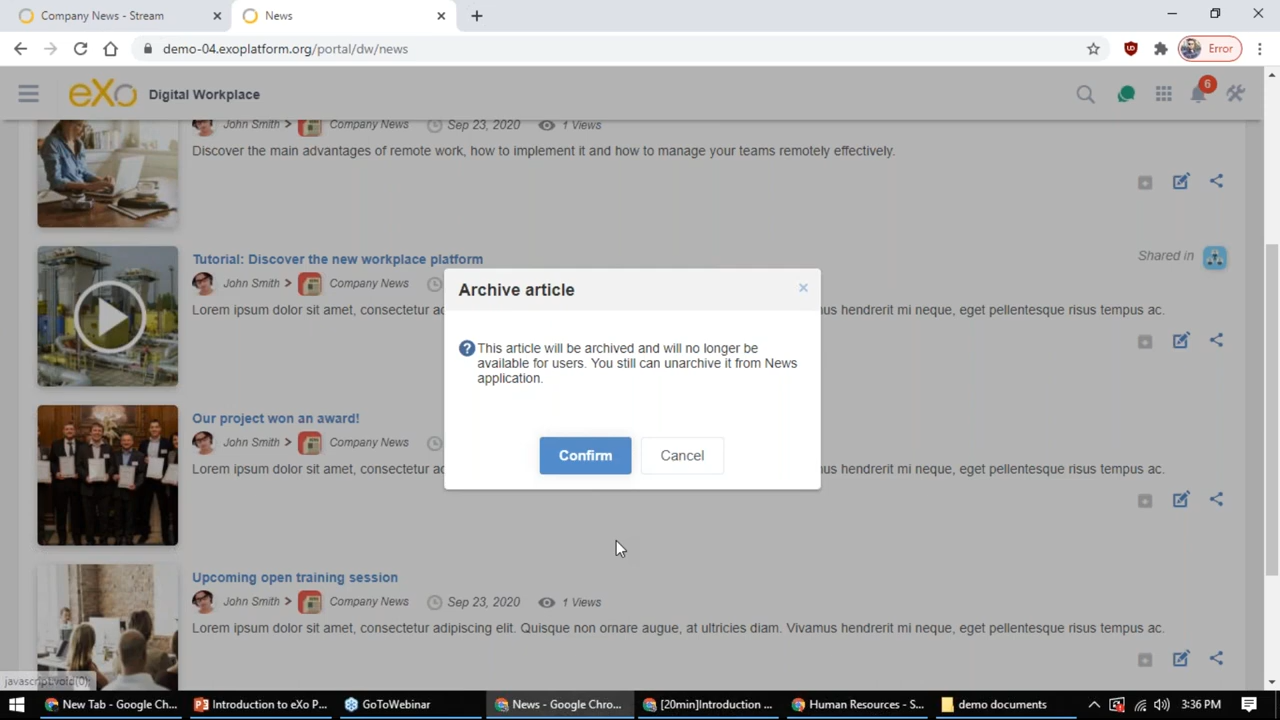 Company News - Stream
News
demo-04.exoplatform.org/portal/dw/news
Error
eXo Digital Workplace
6
John Smith > Company News Sep 23, 2020 1 Views
Discover the main advantages of remote work, how to implement it and how to manage your teams remotely effectively.
Tutorial: Discover the new workplace platform
Shared in
John Smith > Company News
Lorem ipsum dolor sit amet, consectetur ac
us hendrerit mi neque, eget pellentesque risus tempus ac.
Archive article
This article will be archived and will no longer be
available for users. You still can unarchive it from News
application.
Confirm
Cancel
Our project won an award!
John Smith > Company News
Lorem ipsum dolor sit amet, consectetur ac
us hendrerit mi neque, eget pellentesque risus tempus ac.
Upcoming open training session
John Smith > Company News Sep 23, 2020 1 Views
Lorem ipsum dolor sit amet, consectetur adipiscing elit. Quisque non ornare augue, at ultricies diam. Vivamus hendrerit mi neque, eget pellentesque risus tempus ac.
javascript:void(0);
New Tab - Google Ch...
Introduction to eXo P...
GoToWebinar
News - Google Chro...
[20min]Introduction ...
Human Resources - S...
demo documents
3:36 PM